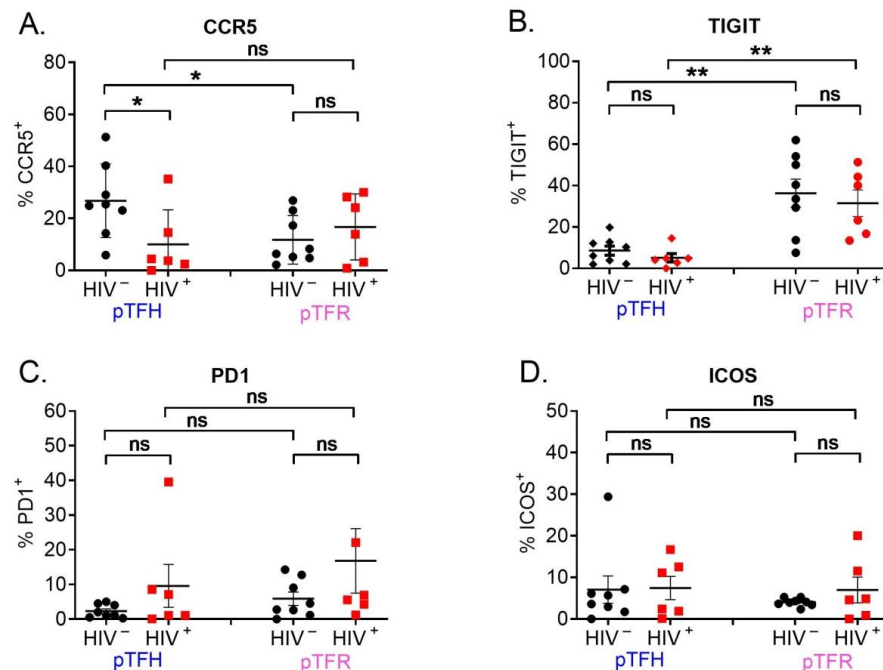 A.
CCR5
ns
*
*
ns
% CCR5+
80
60
40
20
0
HIV− HIV+ HIV− HIV+
pTFH pTFR
B.
TIGIT
**
**
ns ns
% TIGIT+
100
80
60
40
20
0
HIV− HIV+ HIV− HIV+
pTFH pTFR
C.
PD1
ns
ns
ns ns
% PD1+
60
50
40
30
20
10
0
HIV− HIV+ HIV− HIV+
pTFH pTFR
D.
ICOS
ns
ns
ns ns
% ICOS+
50
40
30
20
10
0
HIV− HIV+ HIV− HIV+
pTFH pTFR